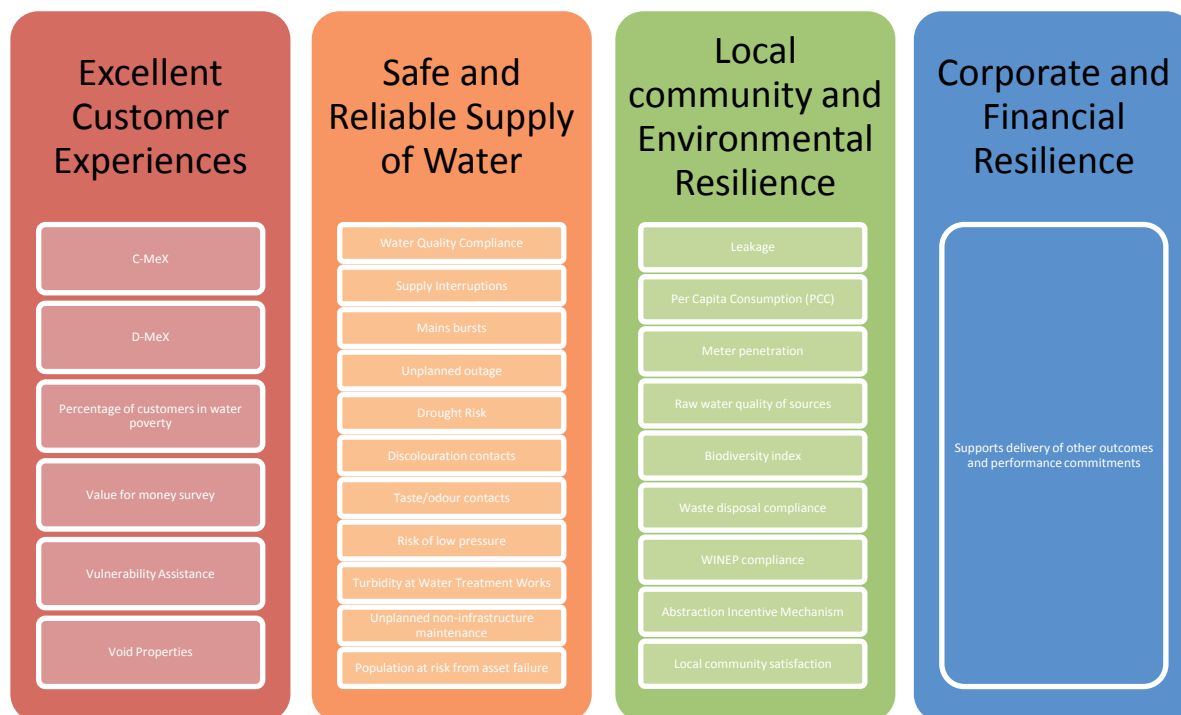 Excellent
Customer
Experiences
C-MeX
D-MeX
Percentage of customers in water
poverty
Value for money survey
Vulnerability Assistance
Void Properties
Safe and
Reliable Supply
of Water
Water Quality Compliance
Supply Interruptions
Mains bursts
Unplanned outage
Drought Risk
Discolouration contacts
Taste/odour contacts
Risk of low pressure
Turbidity at Water Treatment Works
Unplanned non-infrastructure
maintenance
Population at risk from asset failure
Local
community and
Environmental
Resilience
Leakage
Per Capita Consumption (PCC)
Meter penetration
Raw water quality of sources
Biodiversity index
Waste disposal compliance
WINEP compliance
Abstraction Incentive Mechanism
Local community satisfaction
Corporate and
Financial
Resilience
Supports delivery of other outcomes
and performance commitments